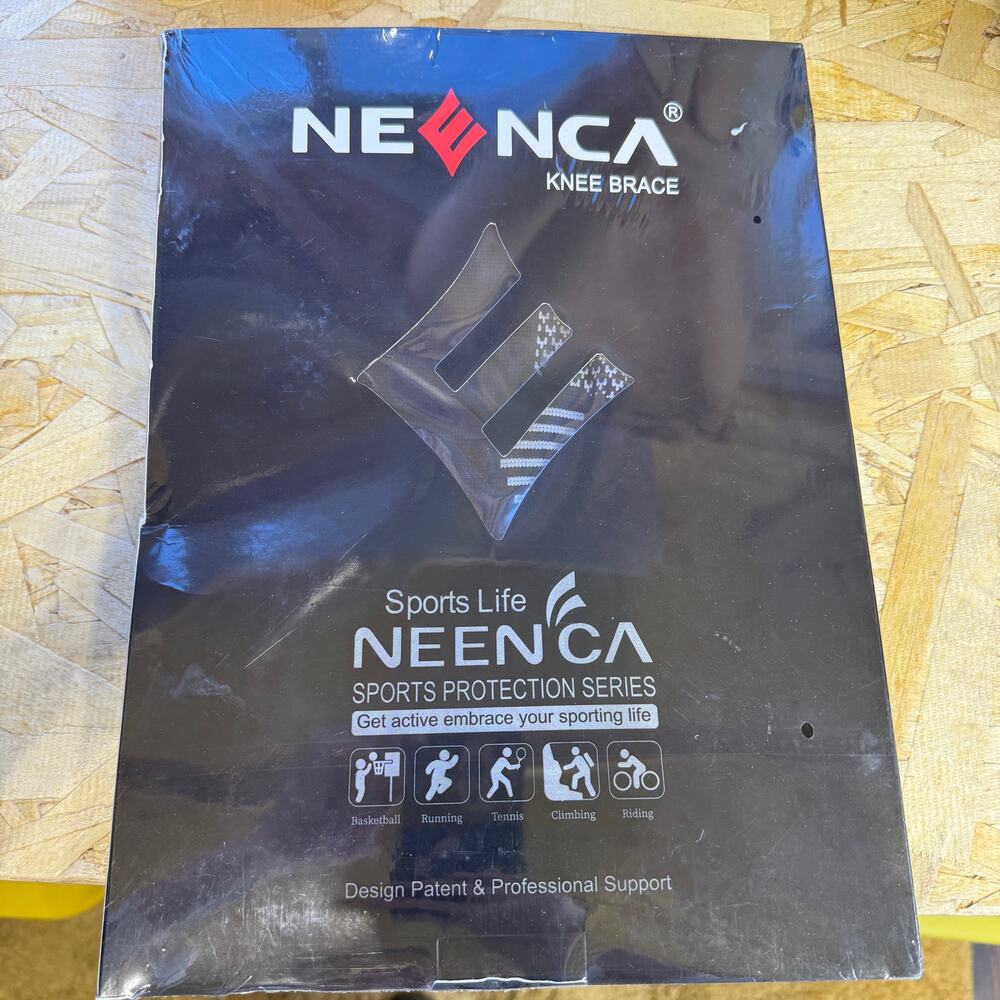 NEENCA®
KNEE BRACE
Sports Life
NEENCA
SPORTS PROTECTION SERIES
Get active embrace your sporting life
Basketball Running Tennis Climbing Riding
Design Patent & Professional Support